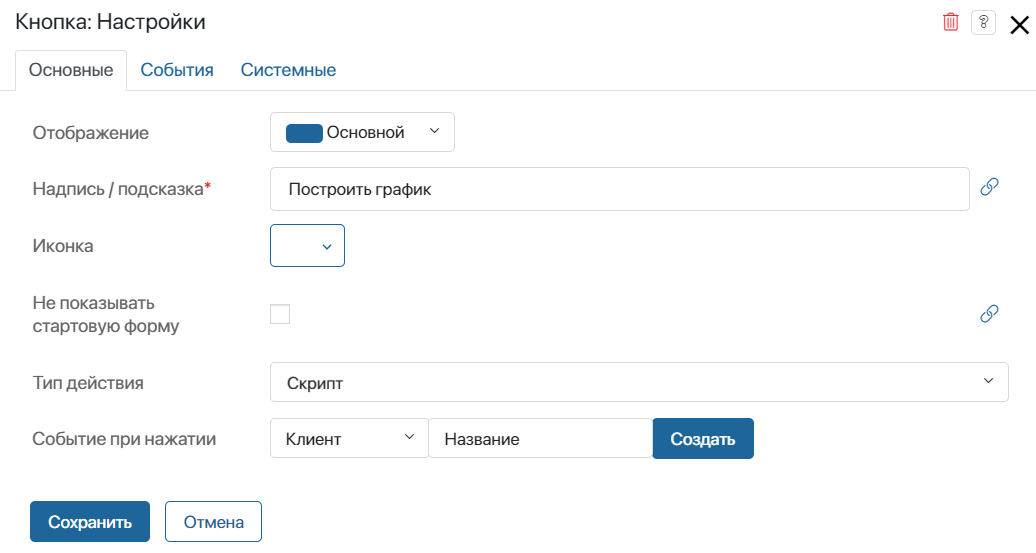 Кнопка: Настройки
?
Основные События Системные
Отображение Основной
Надпись / подсказка* Построить график
Иконка
Не показывать
стартовую форму
Тип действия Скрипт
Событие при нажатии Клиент Название Создать
Сохранить Отмена